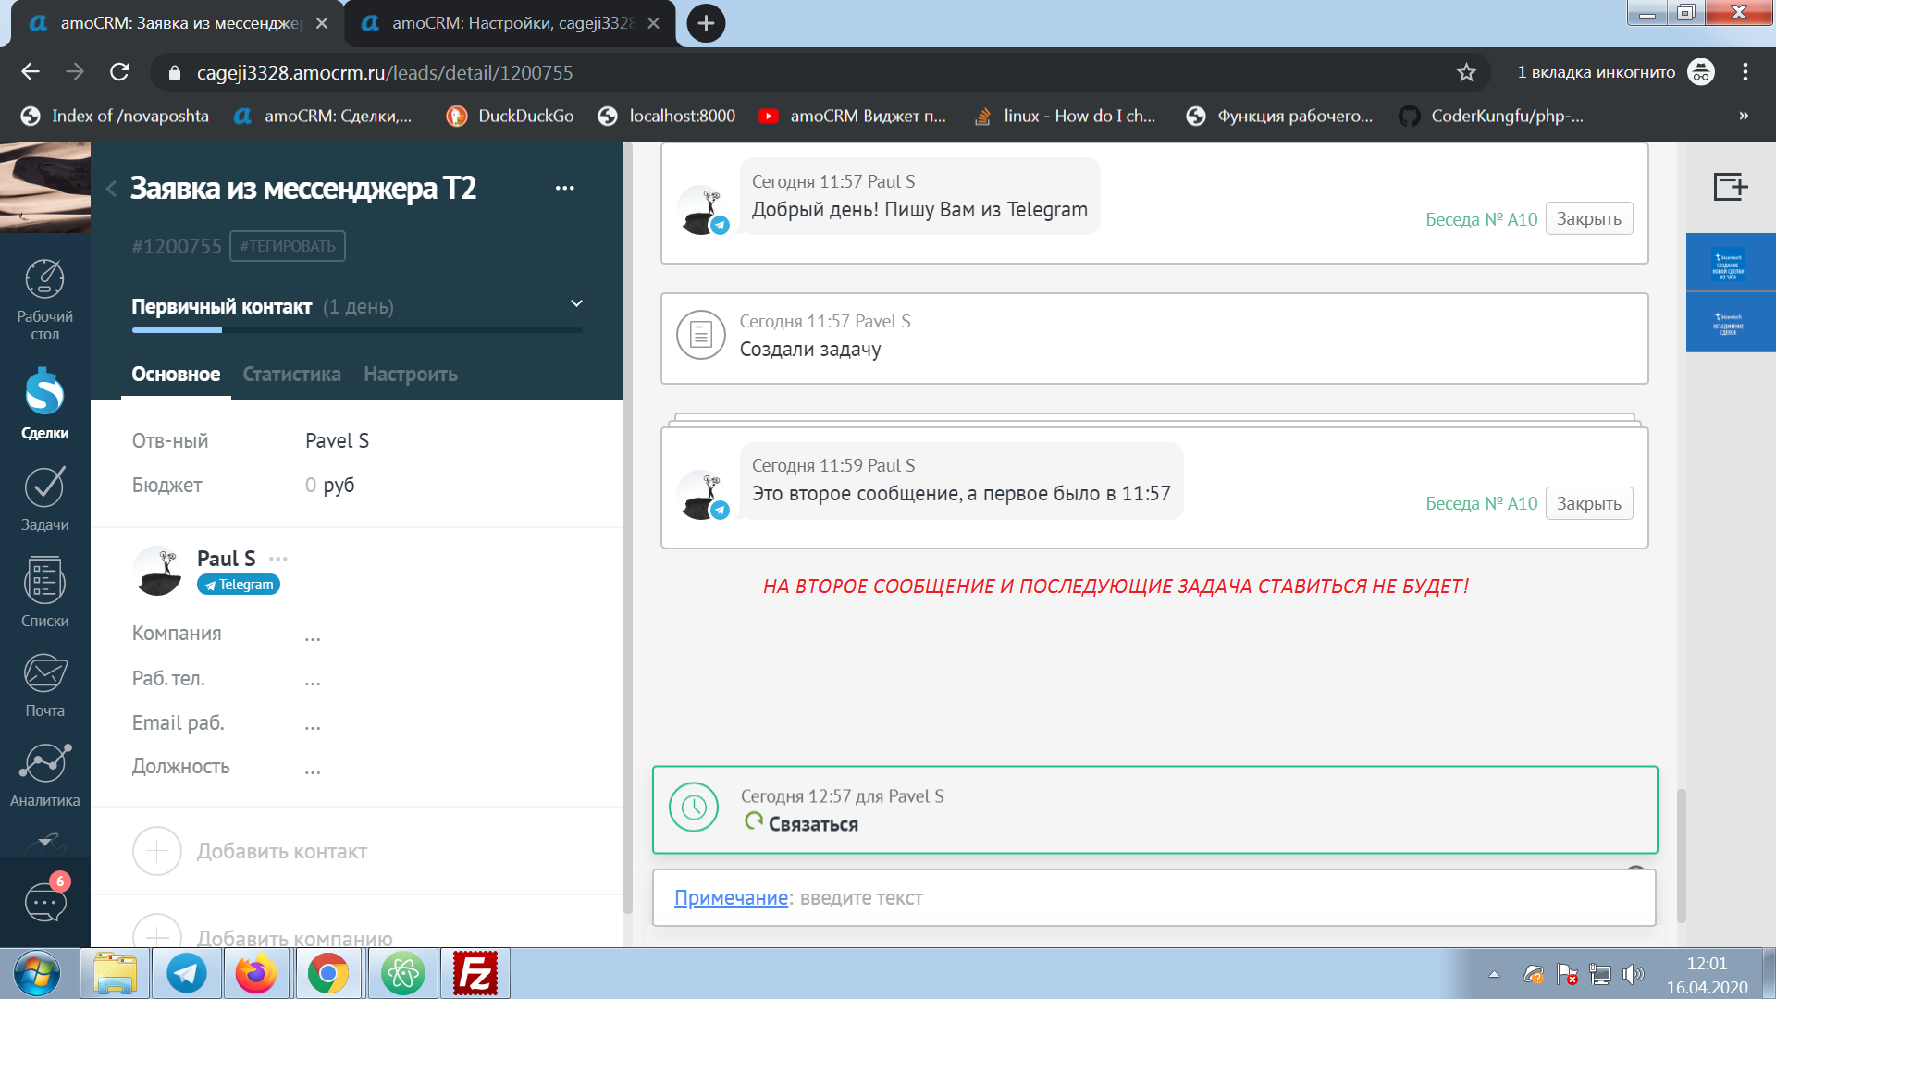 amoCRM: Заявка из мессендже
amoCRM: Настройки, cageji332
cageji3328.amocrm.ru/leads/detail/1200755
1 вкладка инкогнито
Index of /novaposhta
amoCRM: Сделки,...
DuckDuckGo
localhost:8000
amoCRM Виджет п...
linux - How do I ch...
Функция рабочего...
CoderKungfu/php-...
»
Заявка из мессенджера T2
#1200755
#ТЕГИРОВАТЬ
Первичный контакт (1 день)
Основное
Статистика
Настроить
Отв-ный
Pavel S
Бюджет
0 руб
Paul S
Telegram
Компания
...
Раб. тел.
...
Email раб.
...
Должность
...
Добавить контакт
Добавить компанию
Рабочий
стол
Сделки
Задачи
Списки
Почта
Аналитика
6
Сегодня 11:57 Paul S
Добрый день! Пишу Вам из Telegram
Беседа № A10
Закрыть
Сегодня 11:57 Pavel S
Создали задачу
Сегодня 11:59 Paul S
Это второе сообщение, а первое было в 11:57
Беседа № A10
Закрыть
НА ВТОРОЕ СООБЩЕНИЕ И ПОСЛЕДУЮЩИЕ ЗАДАЧА СТАВИТЬСЯ НЕ БУДЕТ!
Сегодня 12:57 для Pavel S
Связаться
Примечание: введите текст
Fz
12:01
16.04.2020